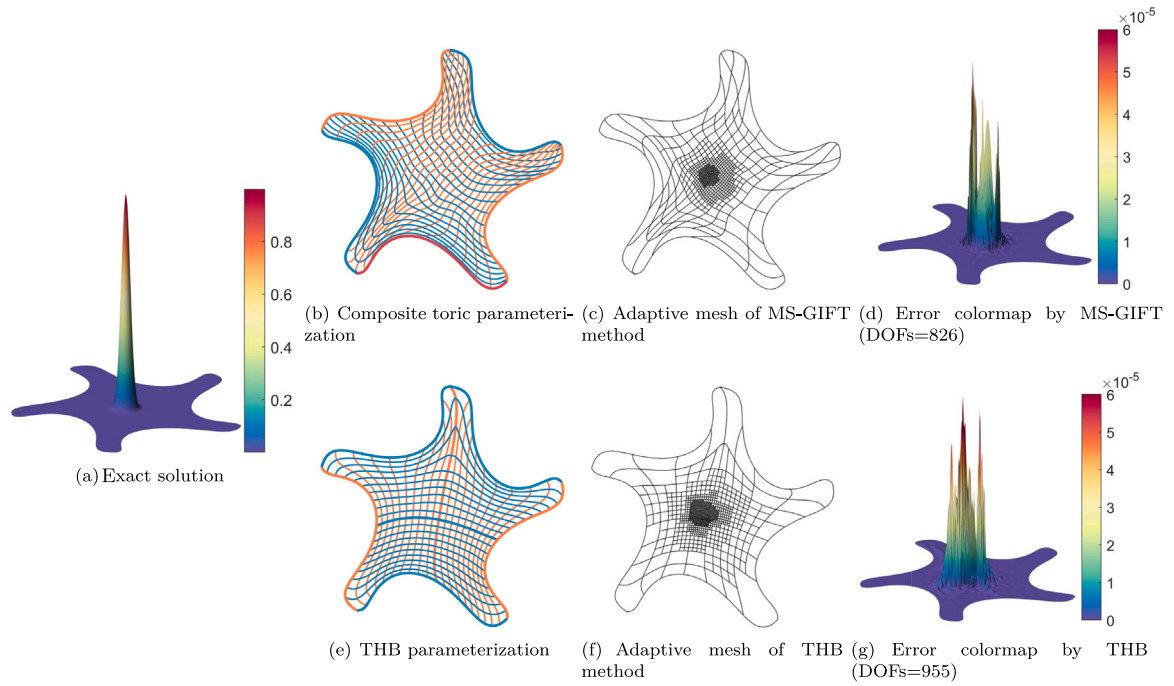 0.8
0.6
0.4
0.2
(a) Exact solution
(b) Composite toric parameteri-
zation
(c) Adaptive mesh of MS-GIFT
method
×10⁻⁵
6
5
4
3
2
1
0
(d) Error colormap by MS-GIFT
(DOFs=826)
(e) THB parameterization
(f) Adaptive mesh of THB
method
×10⁻⁵
6
5
4
3
2
1
0
(g) Error colormap by THB
(DOFs=955)